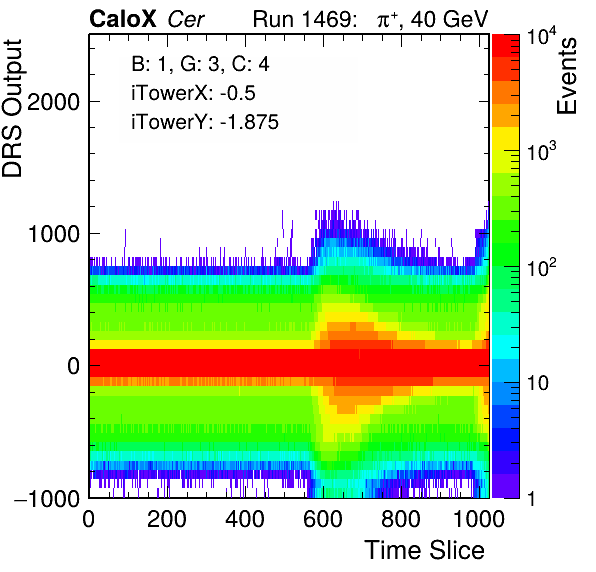 CaloX Cer Run 1469: π⁺, 40 GeV
B: 1, G: 3, C: 4
iTowerX: -0.5
iTowerY: -1.875
DRS Output
2000
1000
0
−1000
0 200 400 600 800 1000
Time Slice
Events
10⁴
10³
10²
10
1